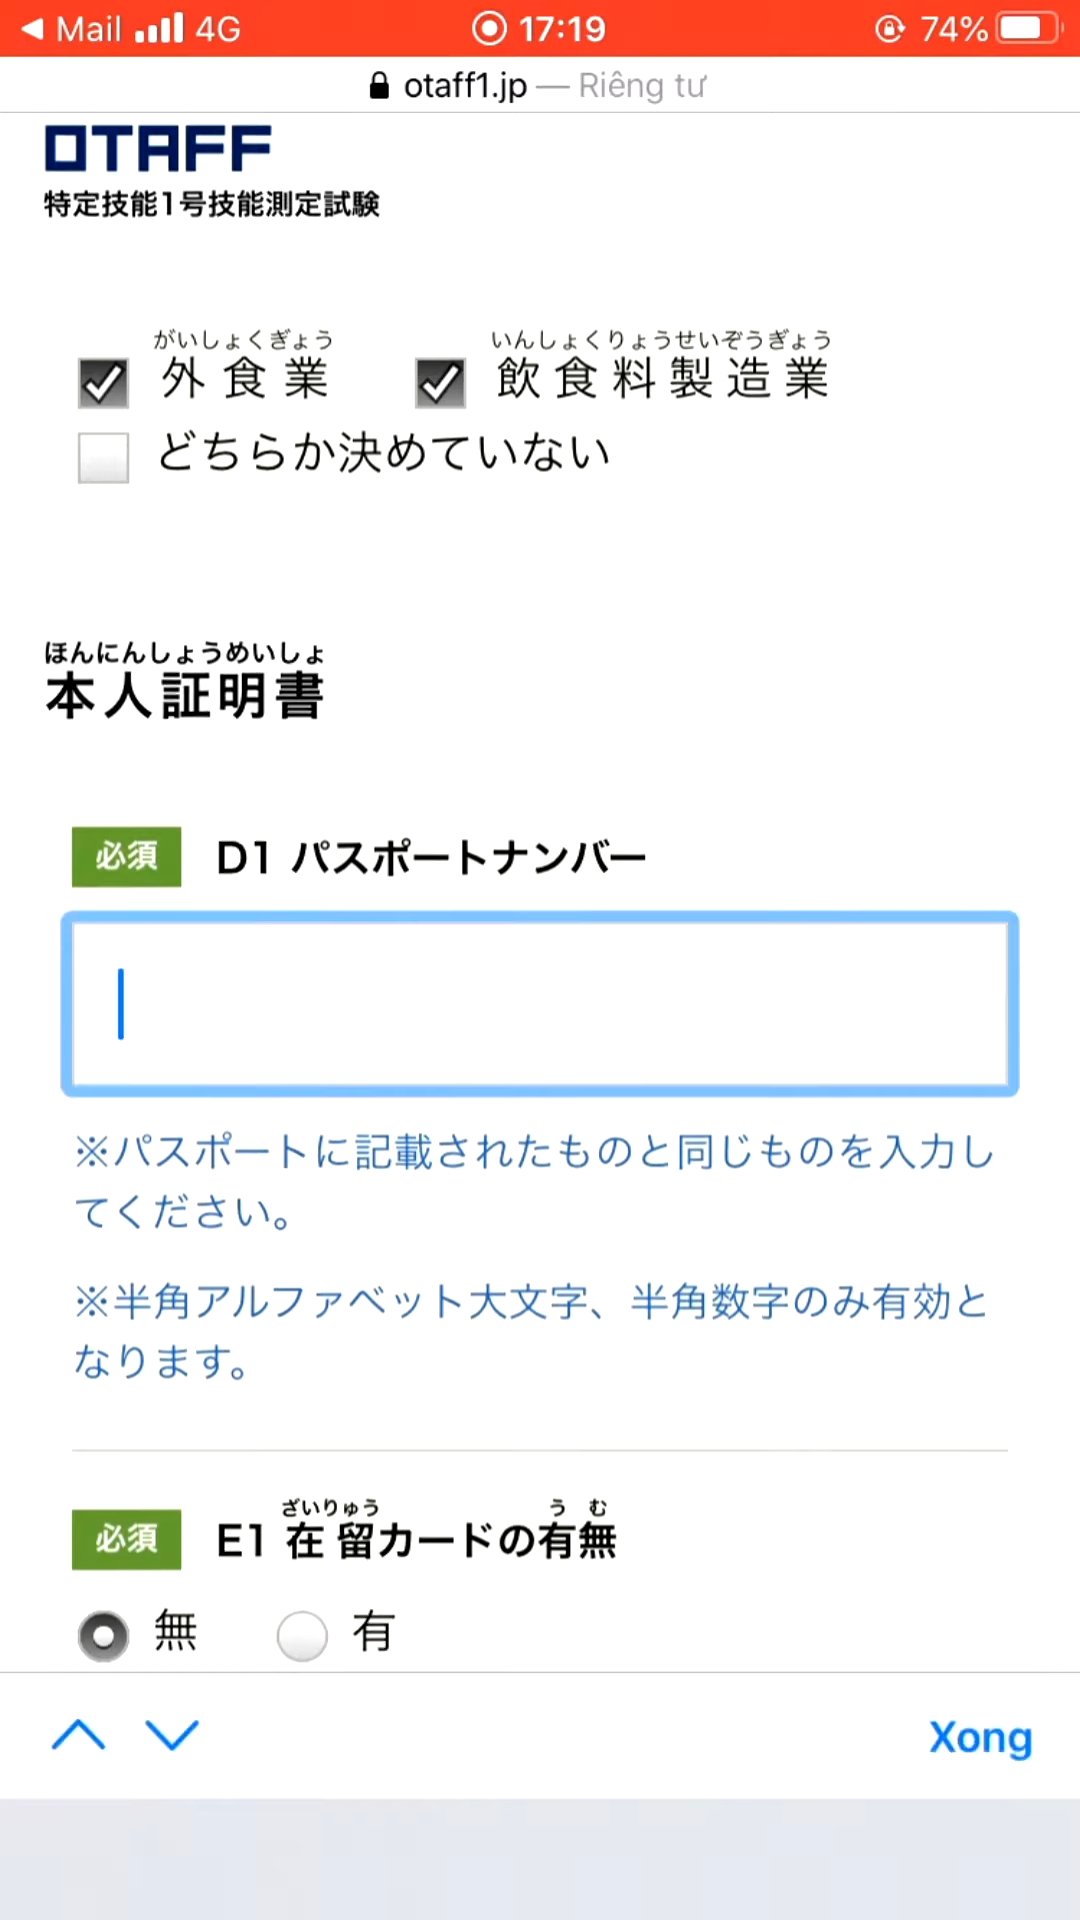 Mail 4G 17:19 74%
otaff1.jp — Riêng tư
OTAFF
特定技能1号技能測定試験
がいしょくぎょう いんしょくりょうせいぞうぎょう
外食業 飲食料製造業
どちらか決めていない
ほんにんしょうめいしょ
本人証明書
必須 D1 パスポートナンバー
※パスポートに記載されたものと同じものを入力し
てください。
※半角アルファベット大文字、半角数字のみ有効と
なります。
ざいりゅう う む
必須 E1 在留カードの有無
無 有
Xong